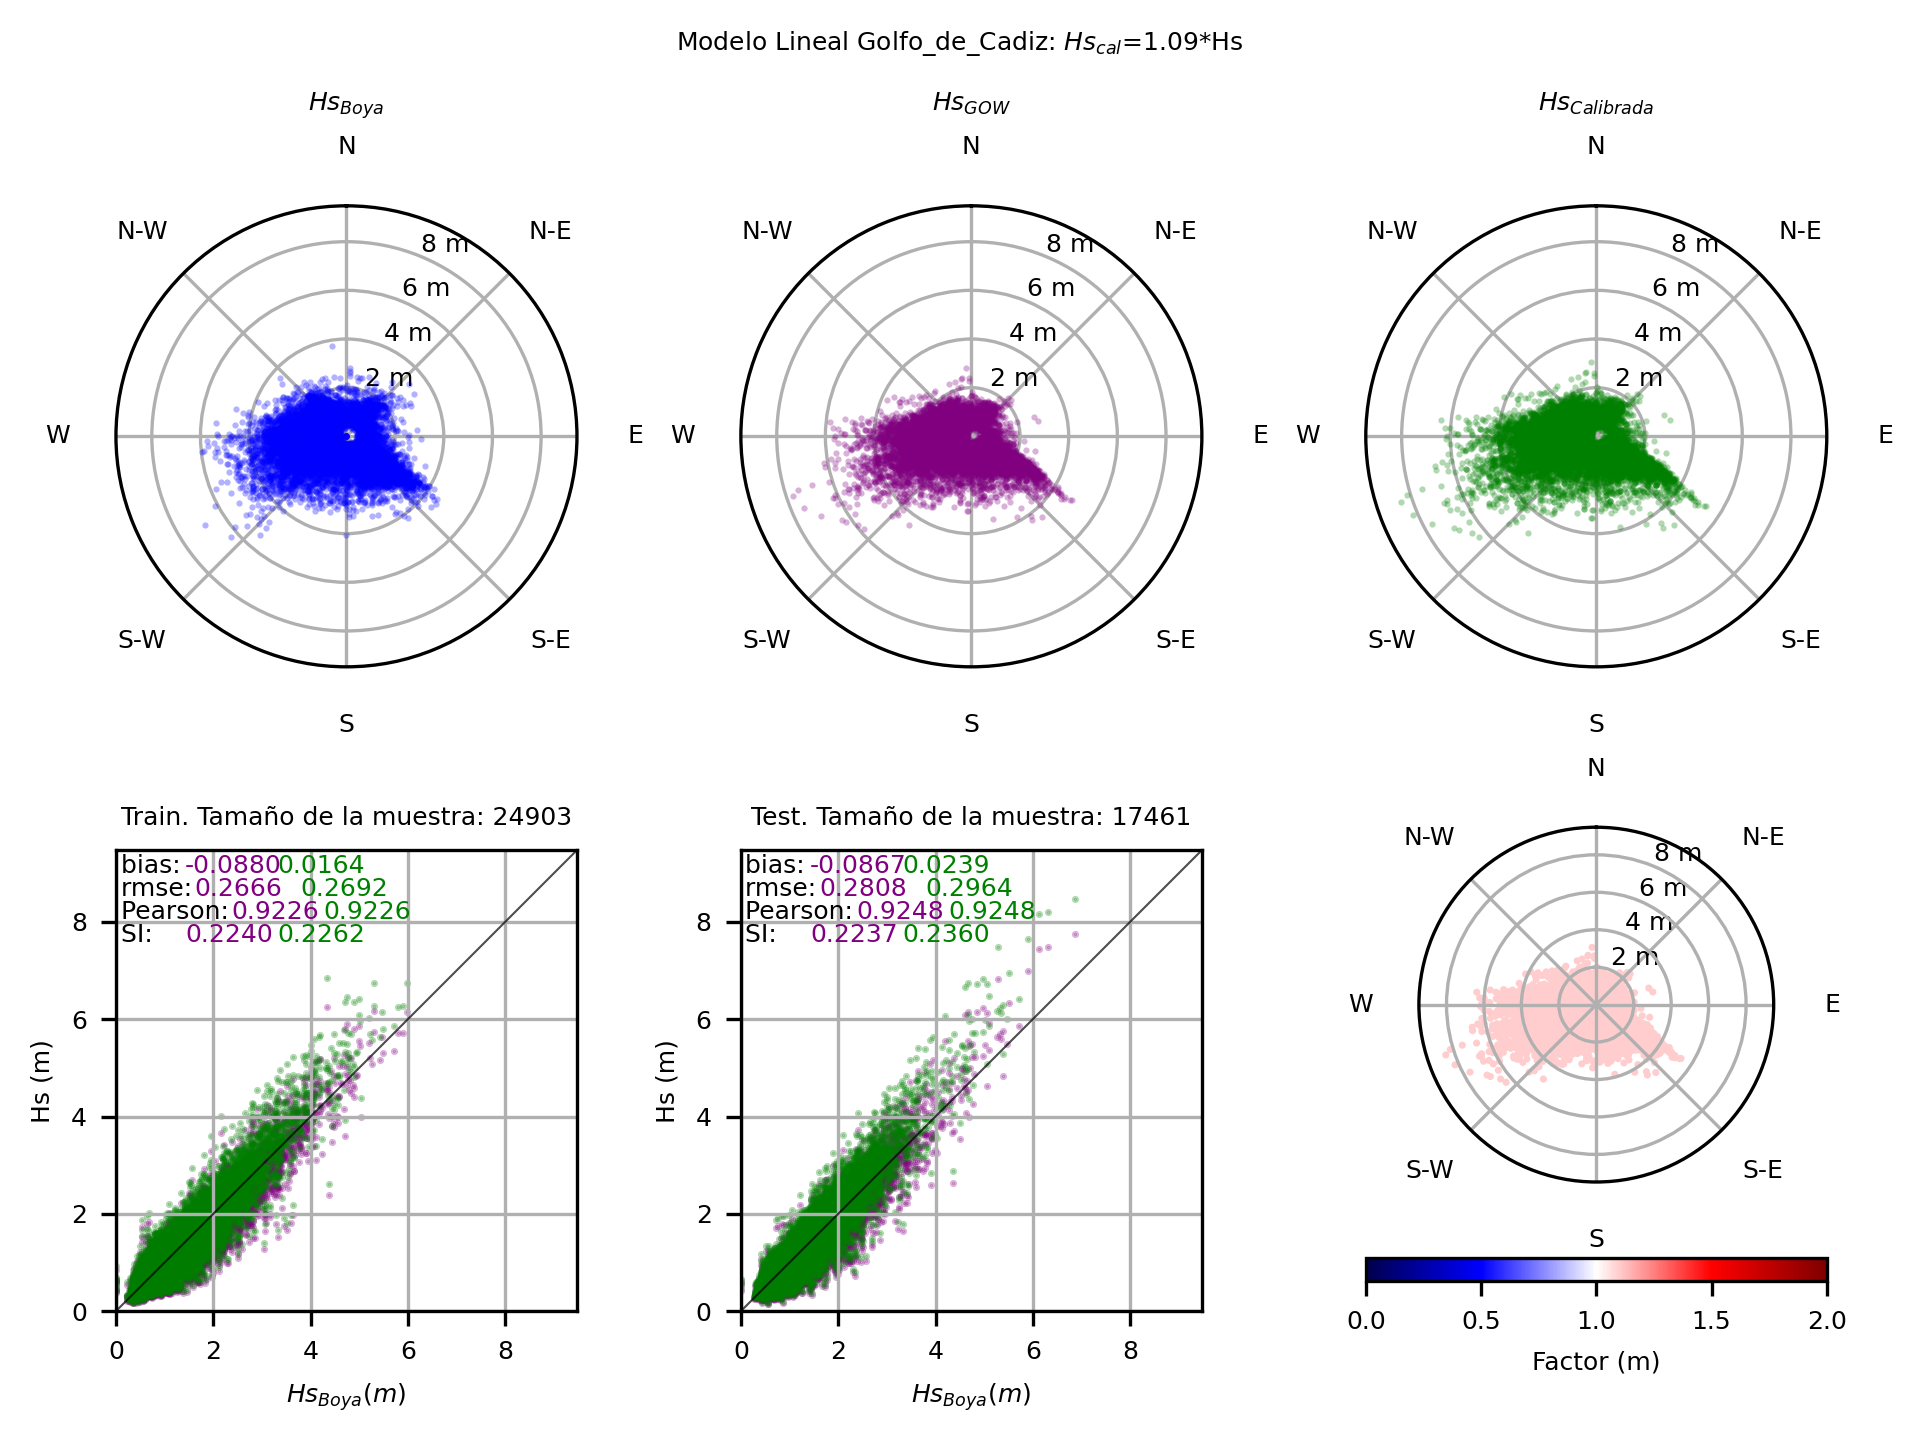 Modelo Lineal Golfo_de_Cadiz: Hs_cal=1.09*Hs
Hs_Boya
N
N-W
N-E
8 m
6 m
4 m
2 m
W
E
S-W
S-E
S
Hs_GOW
N
N-W
N-E
8 m
6 m
4 m
2 m
W
E
S-W
S-E
S
Hs_Calibrada
N
N-W
N-E
8 m
6 m
4 m
2 m
W
E
S-W
S-E
S
Train. Tamaño de la muestra: 24903
bias: -0.0880 0.0164
rmse: 0.2666 0.2692
Pearson: 0.9226 0.9226
SI: 0.2240 0.2262
8
6
4
2
0
Hs (m)
0 2 4 6 8
Hs_Boya(m)
Test. Tamaño de la muestra: 17461
bias: -0.0867 0.0239
rmse: 0.2808 0.2964
Pearson: 0.9248 0.9248
SI: 0.2237 0.2360
8
6
4
2
0
Hs (m)
0 2 4 6 8
Hs_Boya(m)
N
N-W
N-E
8 m
6 m
4 m
2 m
W
E
S-W
S-E
S
0.0 0.5 1.0 1.5 2.0
Factor (m)